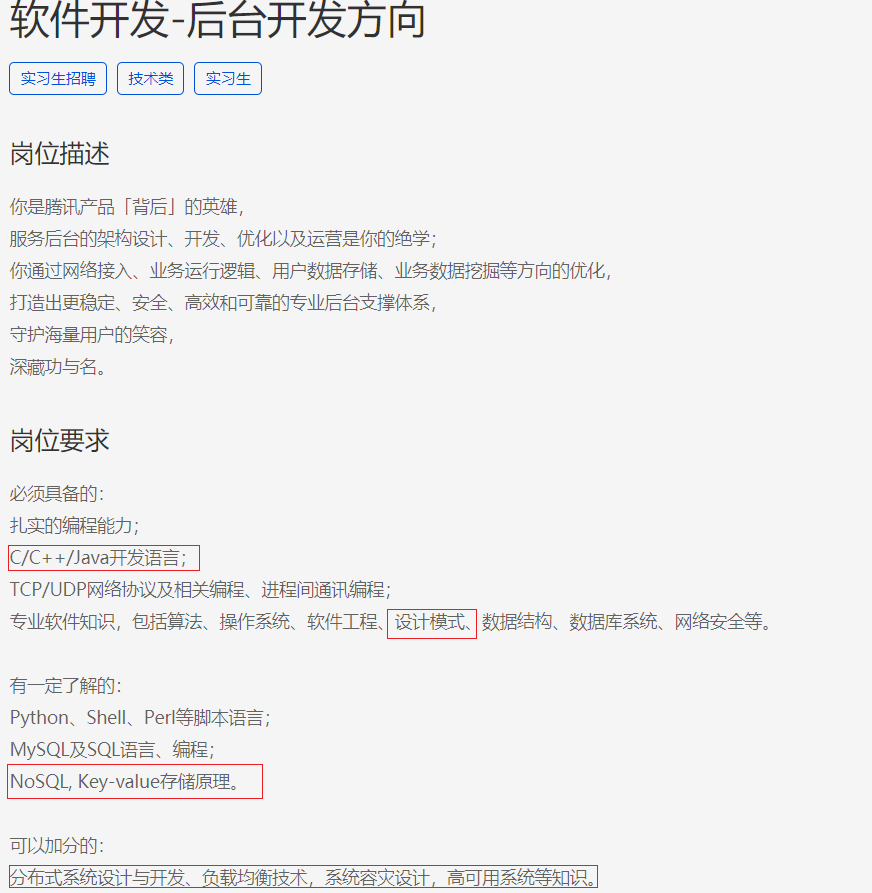 软件开发-后台开发方向
实习生招聘 技术类 实习生
岗位描述
你是腾讯产品「背后」的英雄，
服务后台的架构设计、开发、优化以及运营是你的绝学；
你通过网络接入、业务运行逻辑、用户数据存储、业务数据挖掘等方向的优化，
打造出更稳定、安全、高效和可靠的专业后台支撑体系，
守护海量用户的笑容，
深藏功与名。
岗位要求
必须具备的：
扎实的编程能力；
C/C++/Java开发语言；
TCP/UDP网络协议及相关编程、进程间通讯编程；
专业软件知识，包括算法、操作系统、软件工程、设计模式、数据结构、数据库系统、网络安全等。
有一定了解的：
Python、Shell、Perl等脚本语言；
MySQL及SQL语言、编程；
NoSQL, Key-value存储原理。
可以加分的：
分布式系统设计与开发、负载均衡技术，系统容灾设计，高可用系统等知识。